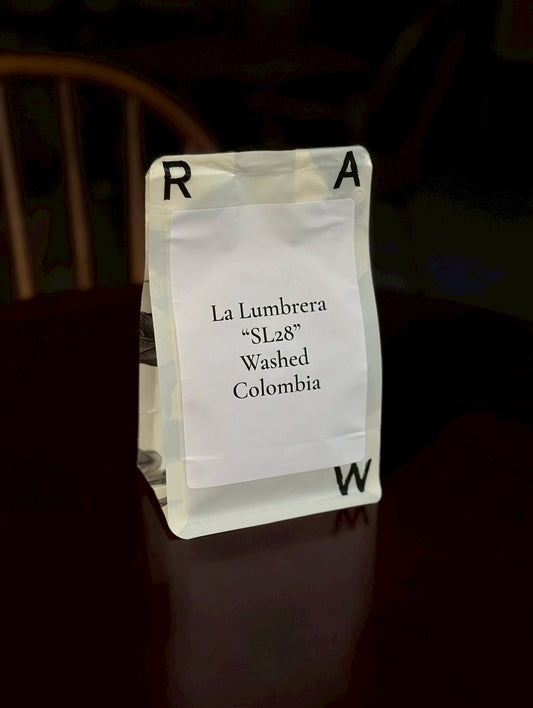 R A
La Lumbrera
“SL28”
Washed
Colombia
W